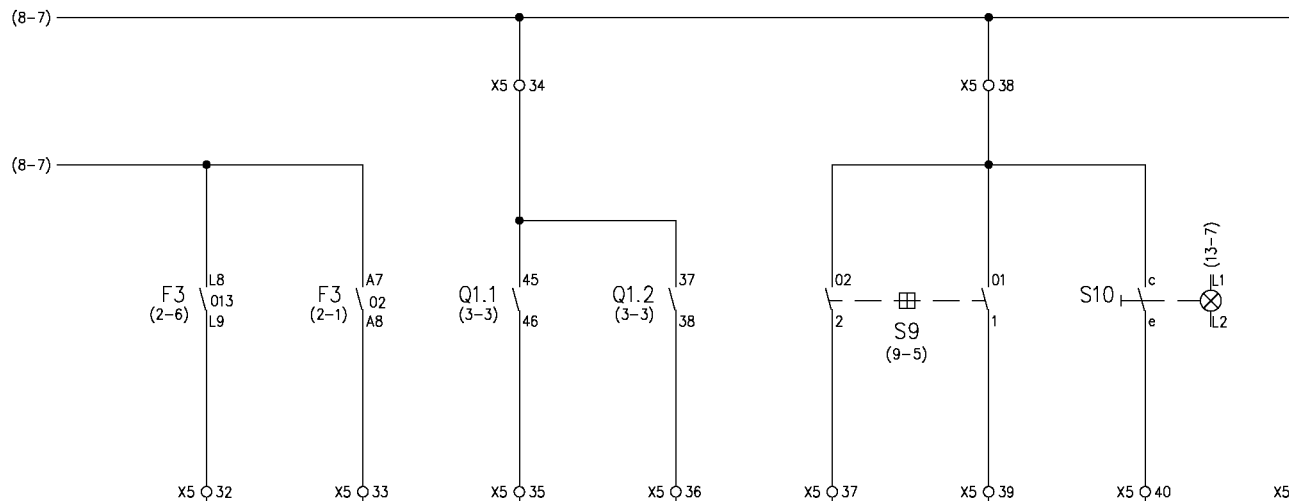 (8-7)
X5 34
X5 38
(8-7)
(13-7)
L8
F3 013
(2-6) L9
A7
F3 02
(2-1) A8
45
Q1.1
(3-3) 46
37
Q1.2
(3-3) 38
02
2
S9
(9-5)
01
1
c
S10
e
L1
L2
X5 32
X5 33
X5 35
X5 36
X5 37
X5 39
X5 40
X5